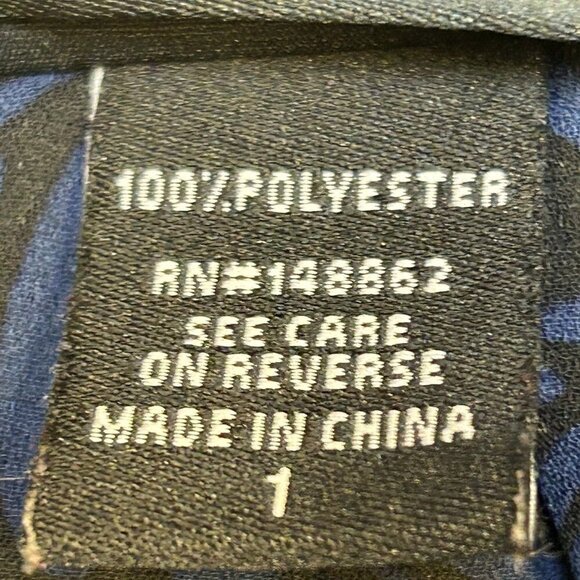 100% POLYESTER
RN#148862
SEE CARE
ON REVERSE
MADE IN CHINA
1